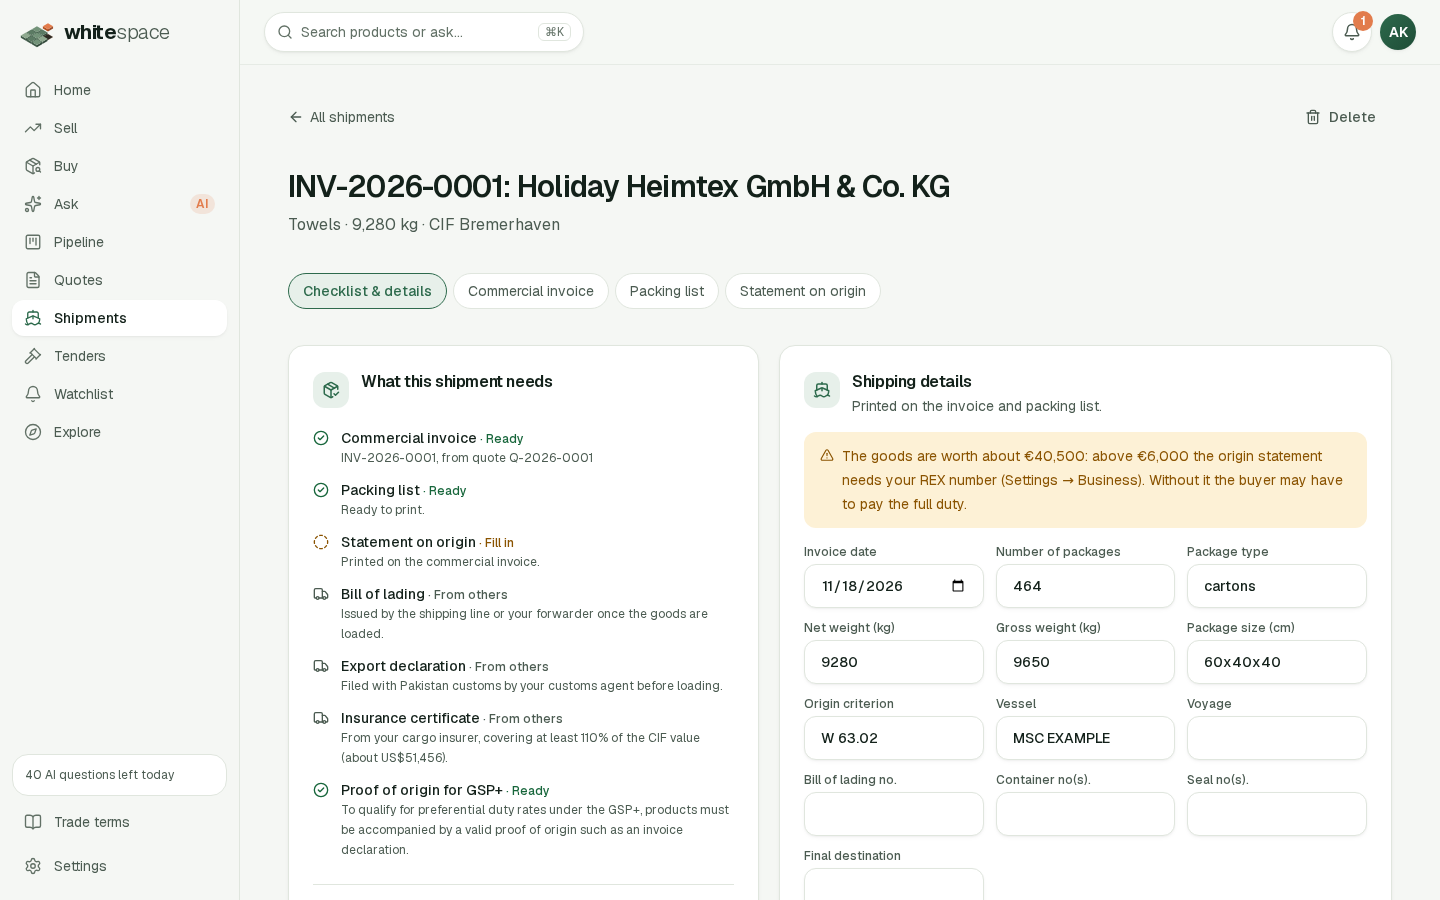 whitespace
Search products or ask...
⌘K
1
AK
Home
Sell
Buy
Ask
AI
Pipeline
Quotes
Shipments
Tenders
Watchlist
Explore
40 AI questions left today
Trade terms
Settings
All shipments
Delete
INV-2026-0001: Holiday Heimtex GmbH & Co. KG
Towels · 9,280 kg · CIF Bremerhaven
Checklist & details
Commercial invoice
Packing list
Statement on origin
What this shipment needs
Commercial invoice · Ready
INV-2026-0001, from quote Q-2026-0001
Packing list · Ready
Ready to print.
Statement on origin · Fill in
Printed on the commercial invoice.
Bill of lading · From others
Issued by the shipping line or your forwarder once the goods are
loaded.
Export declaration · From others
Filed with Pakistan customs by your customs agent before loading.
Insurance certificate · From others
From your cargo insurer, covering at least 110% of the CIF value
(about US$51,456).
Proof of origin for GSP+ · Ready
To qualify for preferential duty rates under the GSP+, products must
be accompanied by a valid proof of origin such as an invoice
declaration.
Shipping details
Printed on the invoice and packing list.
The goods are worth about €40,500: above €6,000 the origin statement
needs your REX number (Settings → Business). Without it the buyer may have
to pay the full duty.
Invoice date
11/18/2026
Number of packages
464
Package type
cartons
Net weight (kg)
9280
Gross weight (kg)
9650
Package size (cm)
60x40x40
Origin criterion
W 63.02
Vessel
MSC EXAMPLE
Voyage
Bill of lading no.
Container no(s).
Seal no(s).
Final destination